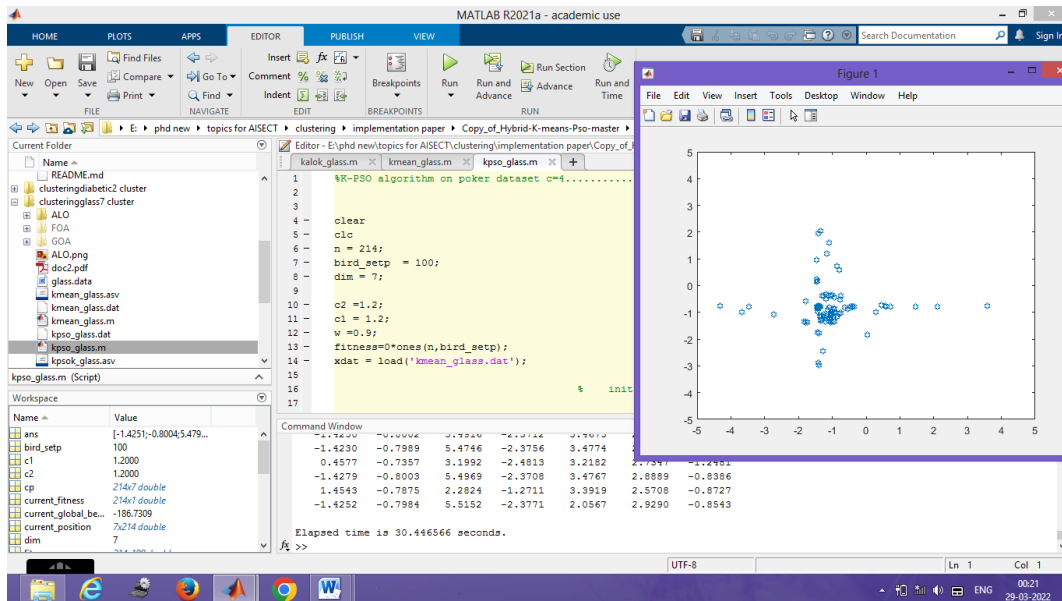 MATLAB R2021a - academic use
HOME PLOTS APPS EDITOR PUBLISH VIEW
Search Documentation
Sign In
New Open Save
Find Files
Compare
Print
FILE
Go To
Find
NAVIGATE
Insert fx
Comment
Indent
EDIT
Breakpoints
BREAKPOINTS
Run
Run and Advance
Run Section
Advance
RUN
Run and Time
E: phd new topics for AISECT clustering implementation paper Copy_of_Hybrid-K-means-Pso-master
Current Folder
Name
README.md
clusteringdiabetic2 cluster
clusteringglass7 cluster
ALO
FOA
GOA
ALO.png
doc2.pdf
glass.data
kmean_glass.asv
kmean_glass.dat
kmean_glass.m
kpso_glass.dat
kpso_glass.m
kpsok_glass.asv
kpso_glass.m (Script)
Workspace
Name Value
ans [-1.4251;-0.8004;5.479...
bird_setp 100
c1 1.2000
c2 1.2000
cp 214x7 double
current_fitness 214x1 double
current_global_be... -186.7309
current_position 7x214 double
dim 7
Editor - E:\phd new\topics for AISECT\clustering\implementation paper\Copy_of_
kalok_glass.m kmean_glass.m kpso_glass.m
1 %K-PSO algorithm on poker dataset c=4............
2
3
4 clear
5 clc
6 n = 214;
7 bird_setp = 100;
8 dim = 7;
9
10 c2 =1.2;
11 c1 = 1.2;
12 w =0.9;
13 fitness=0*ones(n,bird_setp);
14 xdat = load('kmean_glass.dat');
15
16 % init
17
Command Window
-1.4230 -0.7989 5.4746 -2.3756 3.4774
0.4577 -0.7357 3.1992 -2.4813 3.2182 2.7347 -1.2481
-1.4279 -0.8003 5.4969 -2.3708 3.4767 2.8889 -0.8386
1.4543 -0.7875 2.2824 -1.2711 3.3919 2.5708 -0.8727
-1.4252 -0.7984 5.5152 -2.3771 2.0567 2.9290 -0.8543
Elapsed time is 30.446566 seconds.
fx >>
Figure 1
File Edit View Insert Tools Desktop Window Help
5
4
3
2
1
0
-1
-2
-3
-4
-5
-5 -4 -3 -2 -1 0 1 2 3 4 5
UTF-8 Ln 1 Col 1
ENG
00:21
29-03-2022